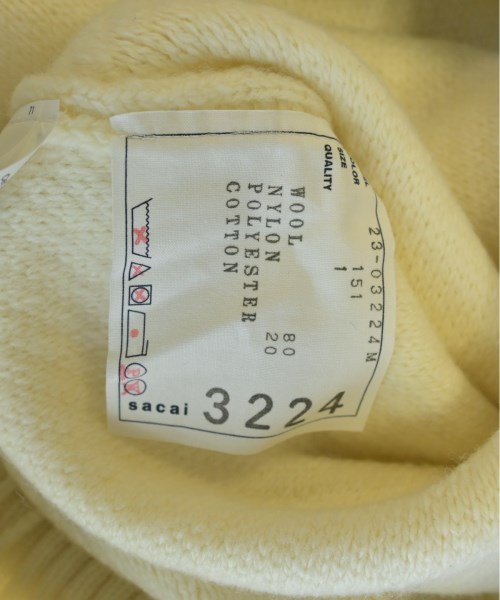 23-03224M
COLOR 151
SIZE 1
QUALITY
WOOL 80
NYLON 20
POLYESTER
COTTON
P
W
sacai 3224